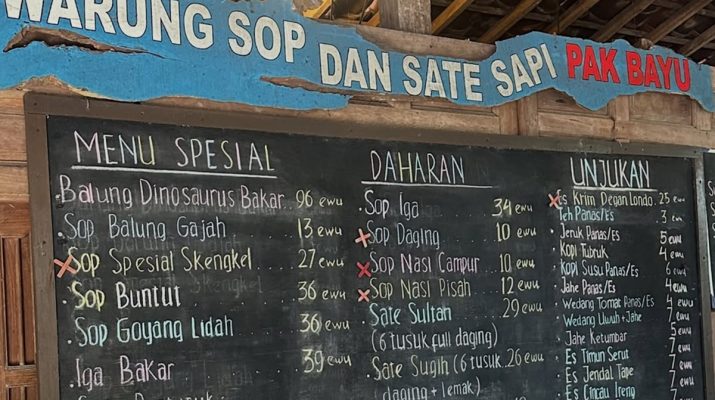 WARUNG SOP DAN SATE SAPI PAK BAYU
MENU SPESIAL
Balung Dinosaurus Bakar.. 96 ewu
Sop Balung Gajah 13 ewu
Sop Spesial Skengkel 27 ewu
Sop Buntut 36 ewu
Sop Goyang Lidah 36 ewu
Iga Bakar 39 ewu
DAHARAN
Sop Iga 34 ewu
Sop Daging 10 ewu
Sop Nasi Campur 10 ewu
Sop Nasi Pisah 12 ewu
Sate Sultan 29 ewu
(6 tusuk full daging)
Sate Sugih (6 tusuk 26 ewu
(daging + lemak)
UNJUKAN
Es Krim Degan Londo. 25 ewu
Teh Panas/Es 3 ewu
Jeruk Panas/Es 5 ewu
Kopi Tubruk 4 ewu
Kopi Susu Panas/Es 6 ewu
Jahe Panas/Es 4 ewu
Wedang Tomat Panas/Es 4 ewu
Wedang Uwuh + Jahe 7 ewu
Jahe Ketumbar 5 ewu
Es Timun Serut 7 ewu
Es Jendal Tape 7 ewu
Es Cincau Ireng